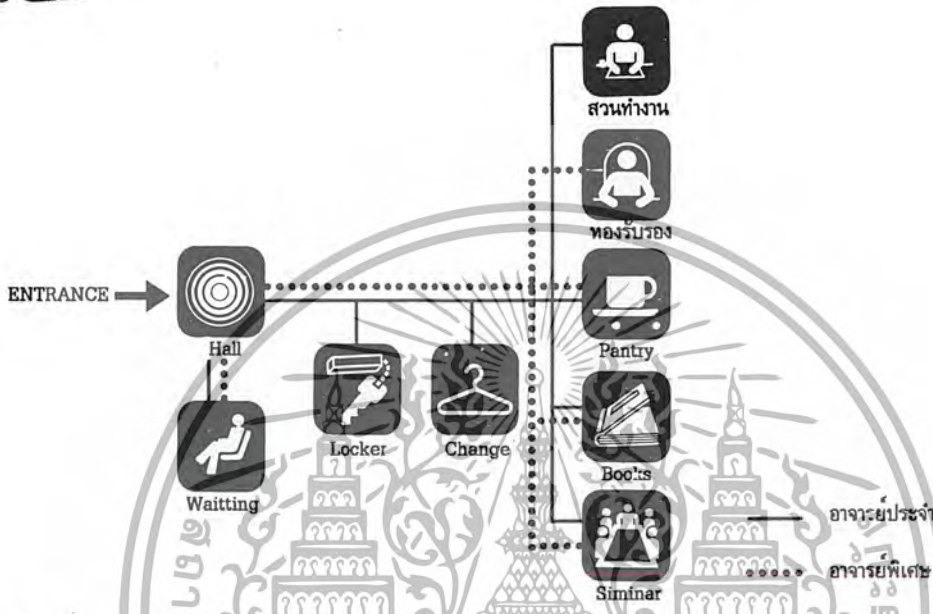 สวนทำงาน
ทองรับรอง
ENTRANCE
Hall
Pantry
Locker
Change
Waitting
Books
Siminar
อาจารย์ประจำ
อาจารย์พิเศษ